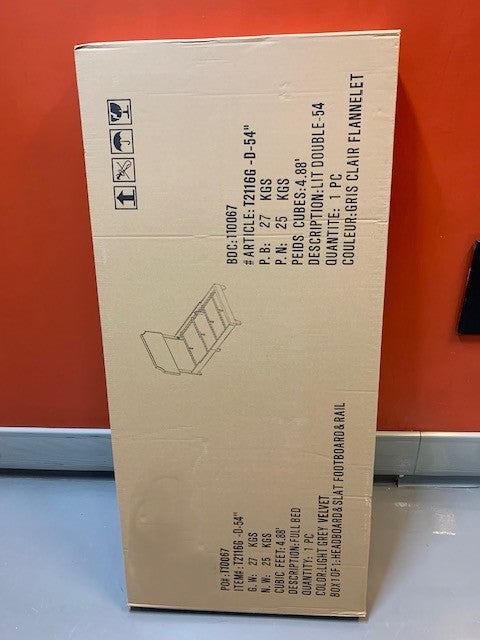 BDC:110067
# ARTICLE: T2116G -D-54"
P. B: 27 KGS
P. N: 25 KGS
PEIDS CUBES:4.88'
DESCRIPTION:LIT DOUBLE-54
QUANTITE: 1 PC
COULEUR:GRIS CLAIR FLANNELET
PO#:110067
ITEM#:T2116G -D-54"
G. W: 27 KGS
N. W: 25 KGS
CUBIC FEET:4.88'
DESCRIPTION:FULL BED
QUANTITY: 1 PC
COLOR:LIGHT GREY VELVET
BOX1OF1:HEADBOARD&SLAT FOOTBOARD&RAIL